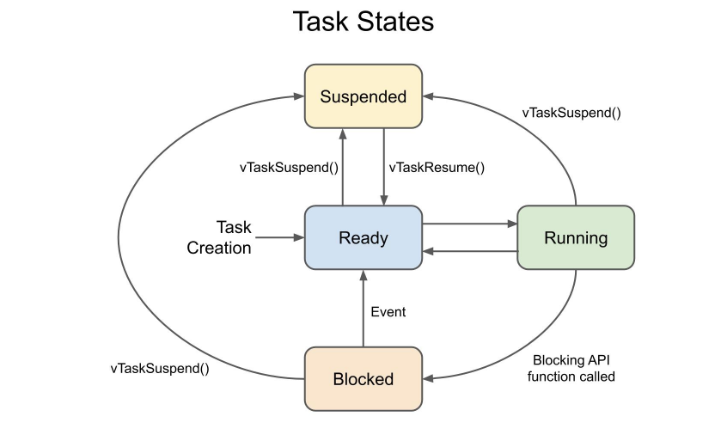 Task States
Suspended
vTaskSuspend()
vTaskSuspend()
vTaskResume()
Task
Creation
Ready
Running
Event
vTaskSuspend()
Blocked
Blocking API
function called